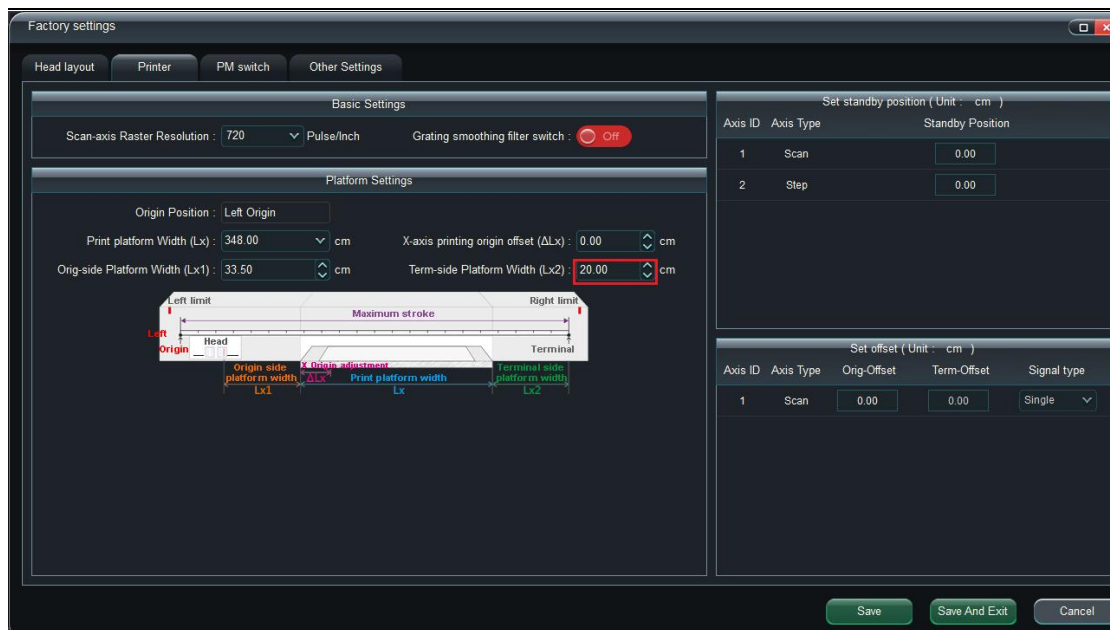 Factory settings
Head layout Printer PM switch Other Settings
Basic Settings
Scan-axis Raster Resolution : 720 Pulse/Inch Grating smoothing filter switch : Off
Platform Settings
Origin Position : Left Origin
Print platform Width (Lx) : 348.00 cm X-axis printing origin offset (ΔLx) : 0.00 cm
Orig-side Platform Width (Lx1) : 33.50 cm Term-side Platform Width (Lx2) : 20.00 cm
Left limit Right limit
Maximum stroke
Left
Origin Head Terminal
Origin side
platform width
Lx1
X Origin adjustment
ΔLx Print platform width
Lx
Terminal side
platform width
Lx2
Set standby position ( Unit : cm )
Axis ID Axis Type Standby Position
1 Scan 0.00
2 Step 0.00
Set offset ( Unit : cm )
Axis ID Axis Type Orig-Offset Term-Offset Signal type
1 Scan 0.00 0.00 Single
Save Save And Exit Cancel